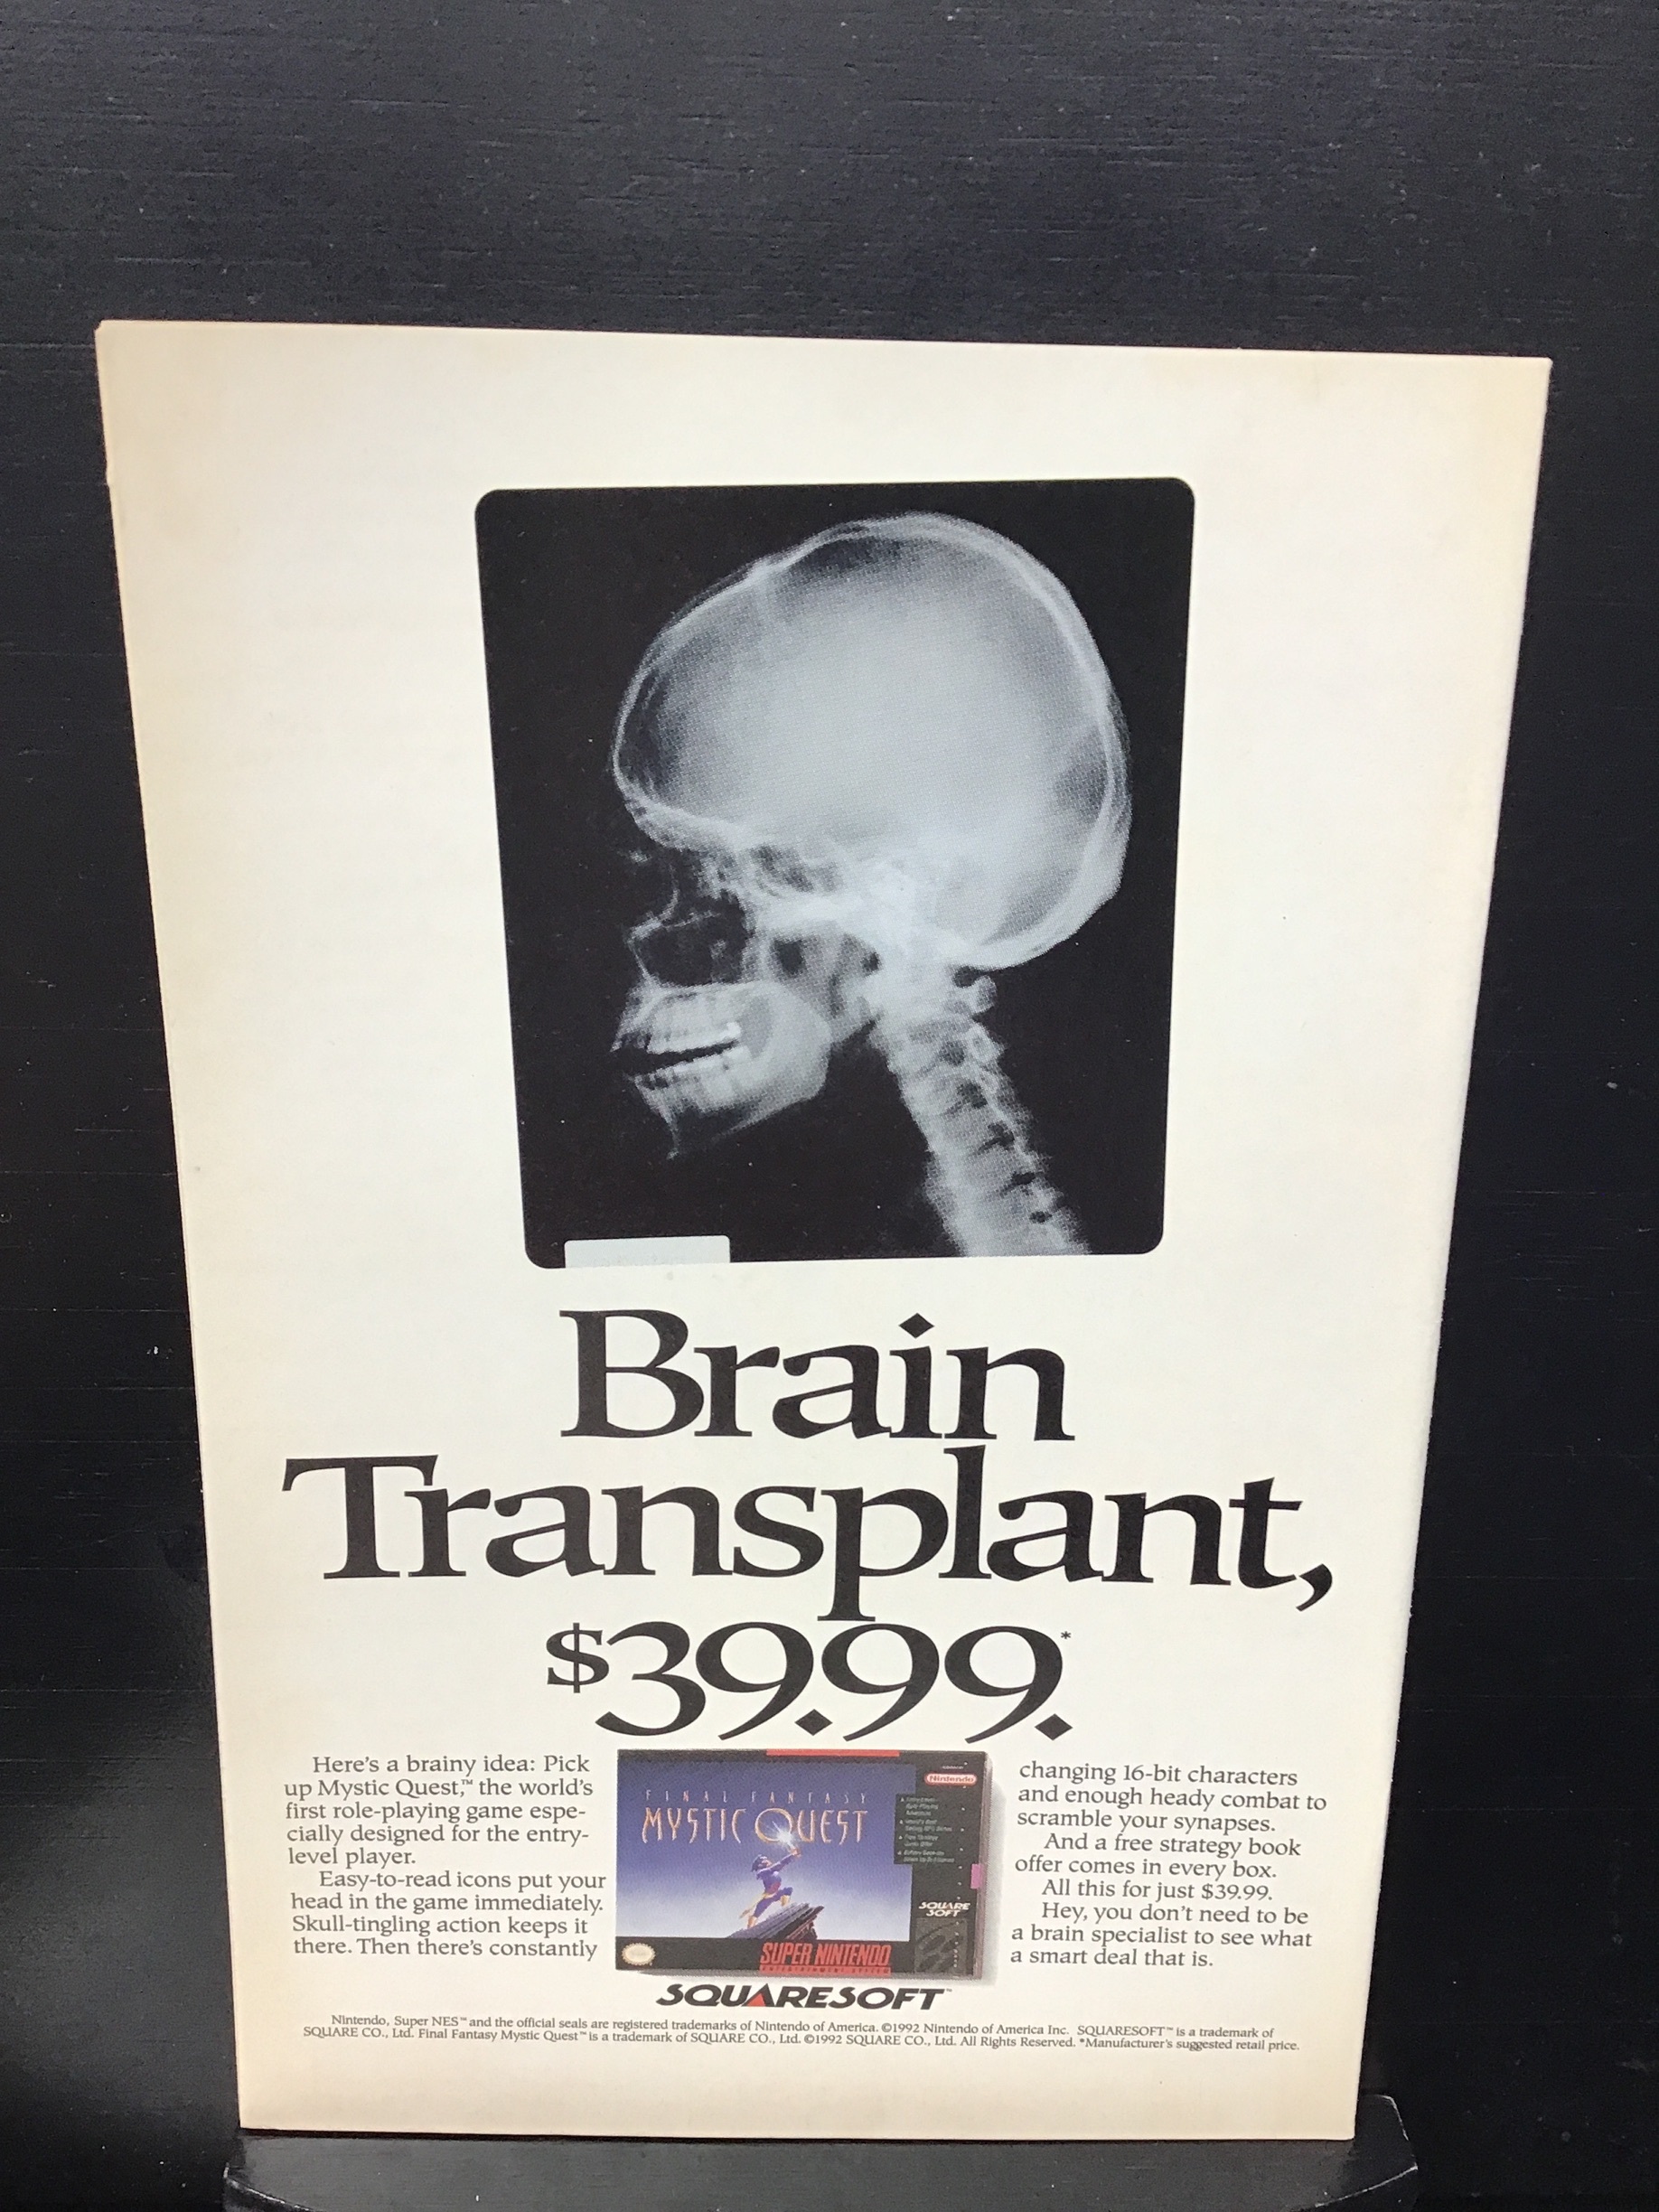 Brain
Transplant,
$39.99.*
Here's a brainy idea: Pick
up Mystic Quest,™ the world's
first role-playing game espe-
cially designed for the entry-
level player.
Easy-to-read icons put your
head in the game immediately.
Skull-tingling action keeps it
there. Then there's constantly
FINAL FANTASY
MYSTIC QUEST
Nintendo
SQUARE
SOFT
SUPER NINTENDO
ENTERTAINMENT SYSTEM
changing 16-bit characters
and enough heady combat to
scramble your synapses.
And a free strategy book
offer comes in every box.
All this for just $39.99.
Hey, you don't need to be
a brain specialist to see what
a smart deal that is.
SQUARESOFT™
Nintendo, Super NES™ and the official seals are registered trademarks of Nintendo of America. ©1992 Nintendo of America Inc. SQUARESOFT™ is a trademark of
SQUARE CO., Ltd. Final Fantasy Mystic Quest™ is a trademark of SQUARE CO., Ltd. ©1992 SQUARE CO., Ltd. All Rights Reserved. *Manufacturer's suggested retail price.